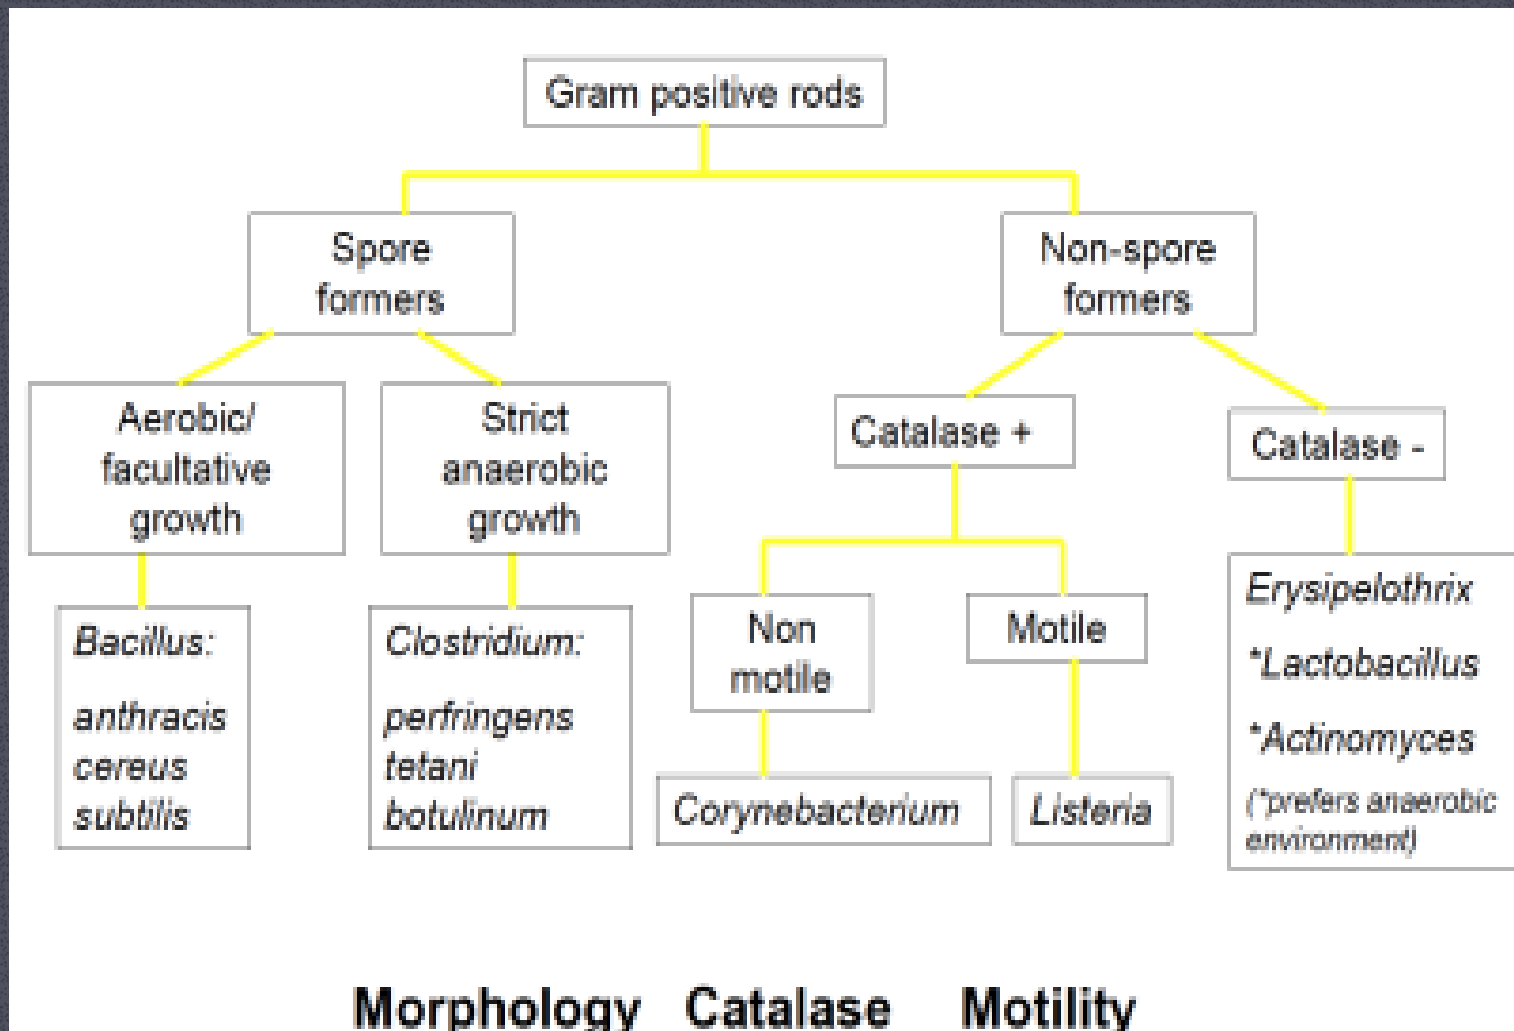 Gram positive rods
Spore
formers
Non-spore
formers
Aerobic/
facultative
growth
Strict
anaerobic
growth
Catalase +
Catalase -
Non
motile
Motile
Bacillus:
anthracis
cereus
subtilis
Clostridium:
perfringens
tetani
botulinum
Corynebacterium
Listeria
Erysipelothrix
*Lactobacillus
*Actinomyces
(*prefers anaerobic
environment)
Morphology Catalase Motility